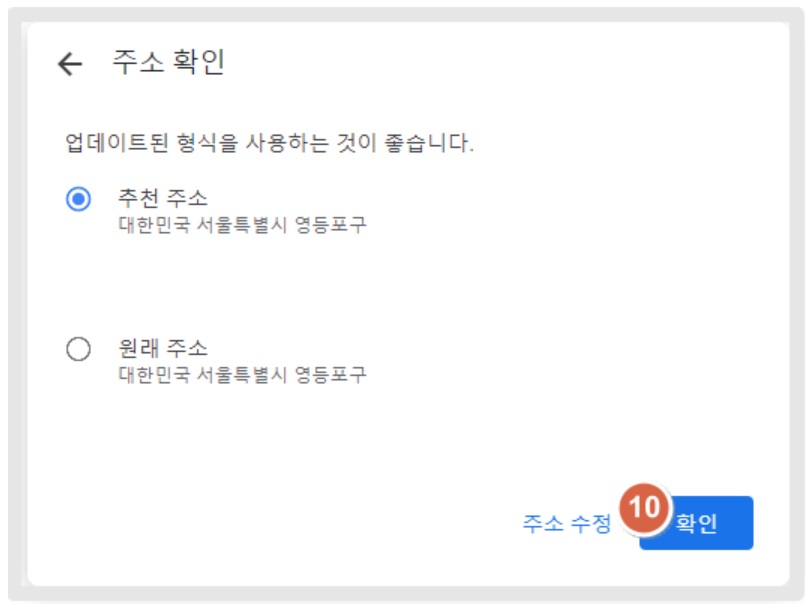 주소 확인
업데이트된 형식을 사용하는 것이 좋습니다.
추천 주소
대한민국 서울특별시 영등포구
원래 주소
대한민국 서울특별시 영등포구
주소 수정 10 확인